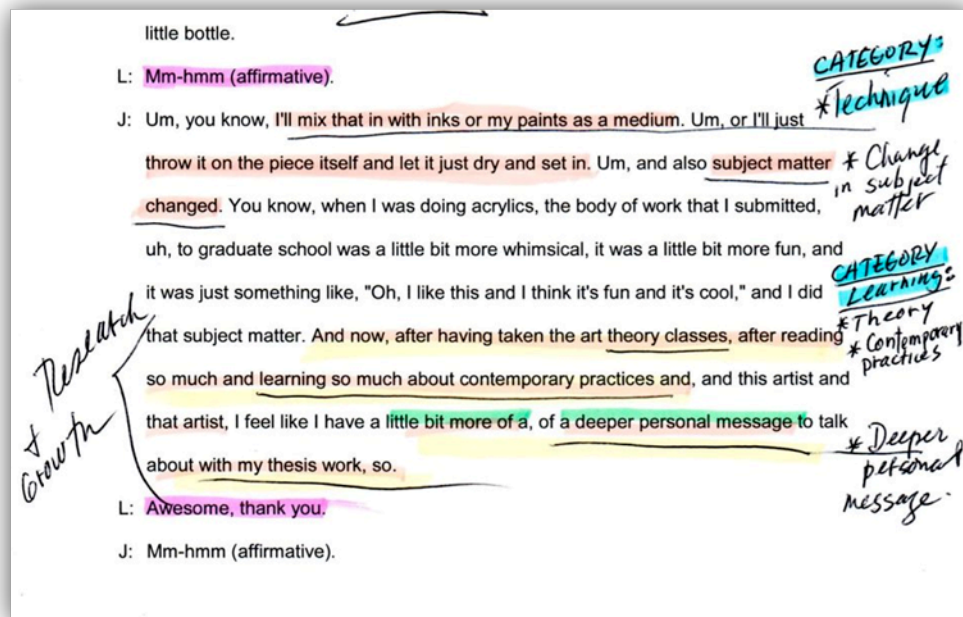 little bottle.
L: Mm-hmm (affirmative).
CATEGORY:
*Technique
J: Um, you know, I'll mix that in with inks or my paints as a medium. Um, or I'll just
throw it on the piece itself and let it just dry and set in. Um, and also subject matter
* Change
in subject
matter
changed. You know, when I was doing acrylics, the body of work that I submitted,
uh, to graduate school was a little bit more whimsical, it was a little bit more fun, and
it was just something like, "Oh, I like this and I think it's fun and it's cool," and I did
CATEGORY
Learning:
*Theory
* Contemporary
practices
that subject matter. And now, after having taken the art theory classes, after reading
so much and learning so much about contemporary practices and, and this artist and
that artist, I feel like I have a little bit more of a, of a deeper personal message to talk
about with my thesis work, so.
Research
+
Growth
* Deeper
personal
message.
L: Awesome, thank you.
J: Mm-hmm (affirmative).